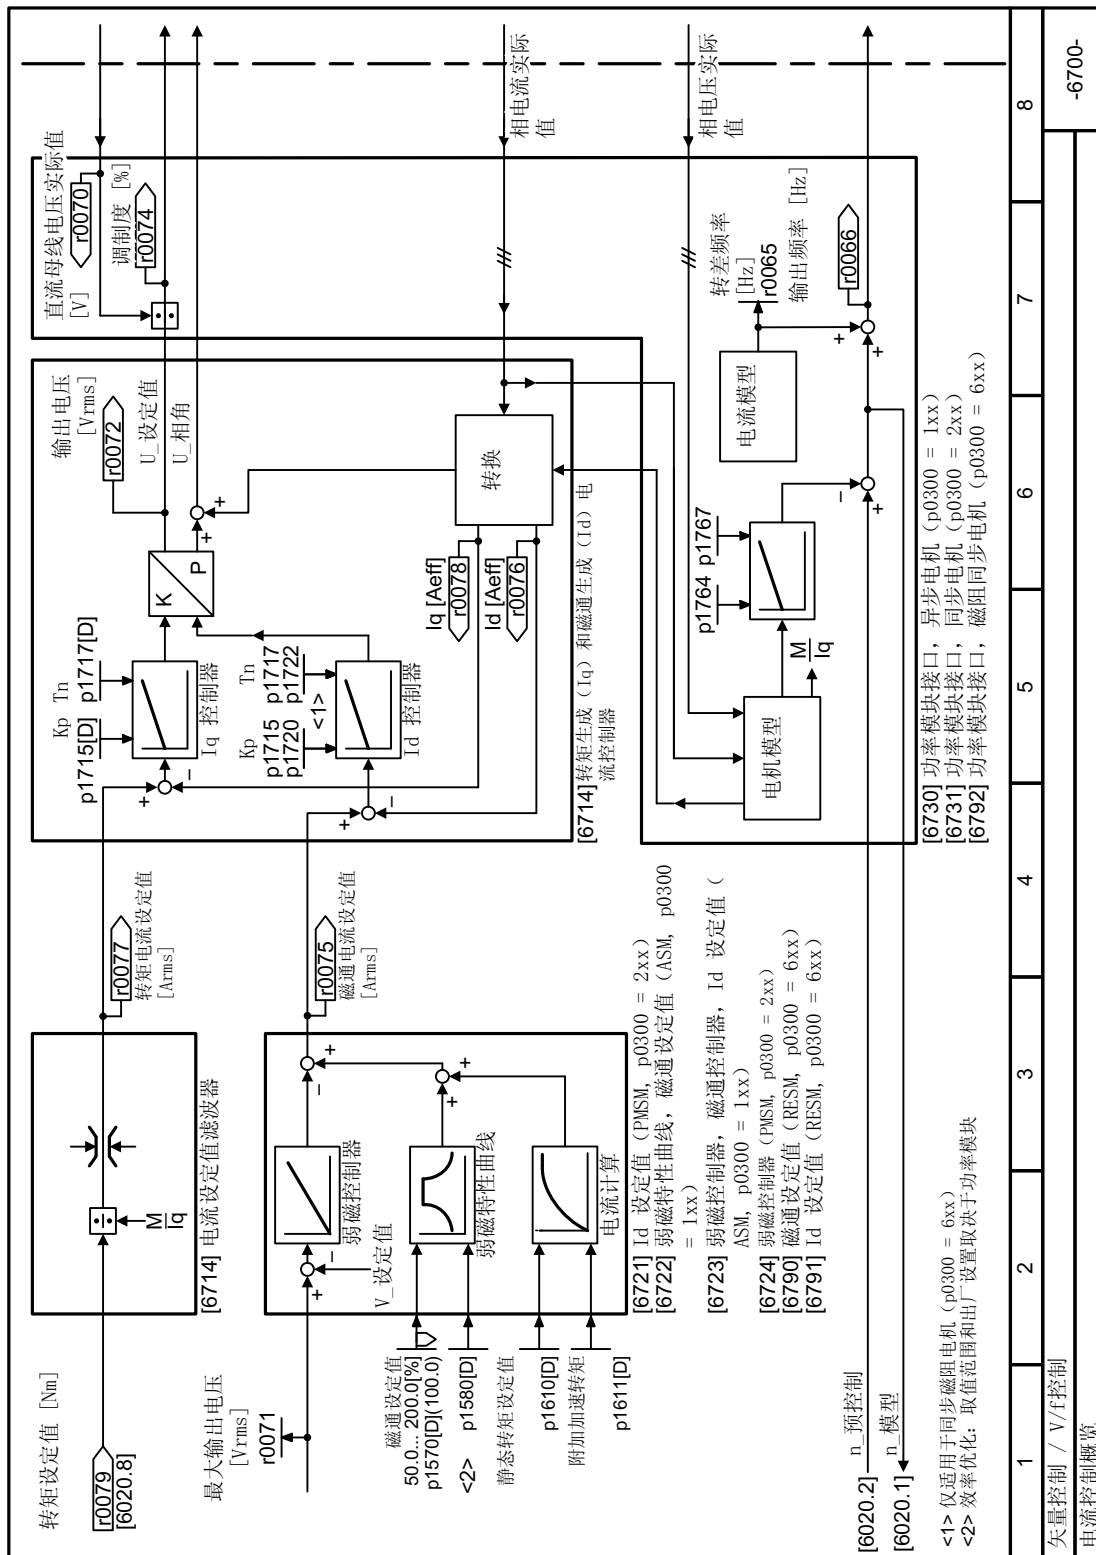 转矩设定值 [Nm]
r0079
[6020.8]
M
Iq
[6714] 电流设定值滤波器
r0077
转矩电流设定值
[Arms]
Kp Tn
p1715[D] p1717[D]
Iq 控制器
K
P
输出电压
[Vrms]
r0072
U_设定值
U_相角
直流母线电压实际值
[V]
r0070
调制度 [%]
r0074
最大输出电压
[Vrms]
r0071
V_设定值
弱磁控制器
弱磁特性曲线
电流计算
r0075
磁通电流设定值
[Arms]
Kp Tn
p1715 p1717
p1720 p1722
<1>
Id 控制器
Iq [Aeff]
r0078
Id [Aeff]
r0076
转换
相电流实际
值
[6714] 转矩生成 (Iq) 和磁通生成 (Id) 电
流控制器
磁通设定值
50.0... 200.0[%]
p1570[D](100.0)
<2> p1580[D]
静态转矩设定值
p1610[D]
附加加速转矩
p1611[D]
[6721] Id 设定值 (PMSM, p0300 = 2xx)
[6722] 弱磁特性曲线, 磁通设定值 (ASM, p0300
= 1xx)
[6723] 弱磁控制器, 磁通控制器, Id 设定值 (
ASM, p0300 = 1xx)
[6724] 弱磁控制器 (PMSM, p0300 = 2xx)
[6790] 磁通设定值 (RESM, p0300 = 6xx)
[6791] Id 设定值 (RESM, p0300 = 6xx)
电机模型
M
Iq
p1764 p1767
电流模型
转差频率
[Hz]
r0065
输出频率 [Hz]
r0066
相电压实际
值
[6020.2] n_预控制
[6020.1] n_模型
[6730] 功率模块接口, 异步电机 (p0300 = 1xx)
[6731] 功率模块接口, 同步电机 (p0300 = 2xx)
[6792] 功率模块接口, 磁阻同步电机 (p0300 = 6xx)
<1> 仅适用于同步磁阻电机 (p0300 = 6xx)
<2> 效率优化: 取值范围和出厂设置取决于功率模块
1 2 3 4 5 6 7 8
矢量控制 / V/f控制
电流控制概览
-6700-